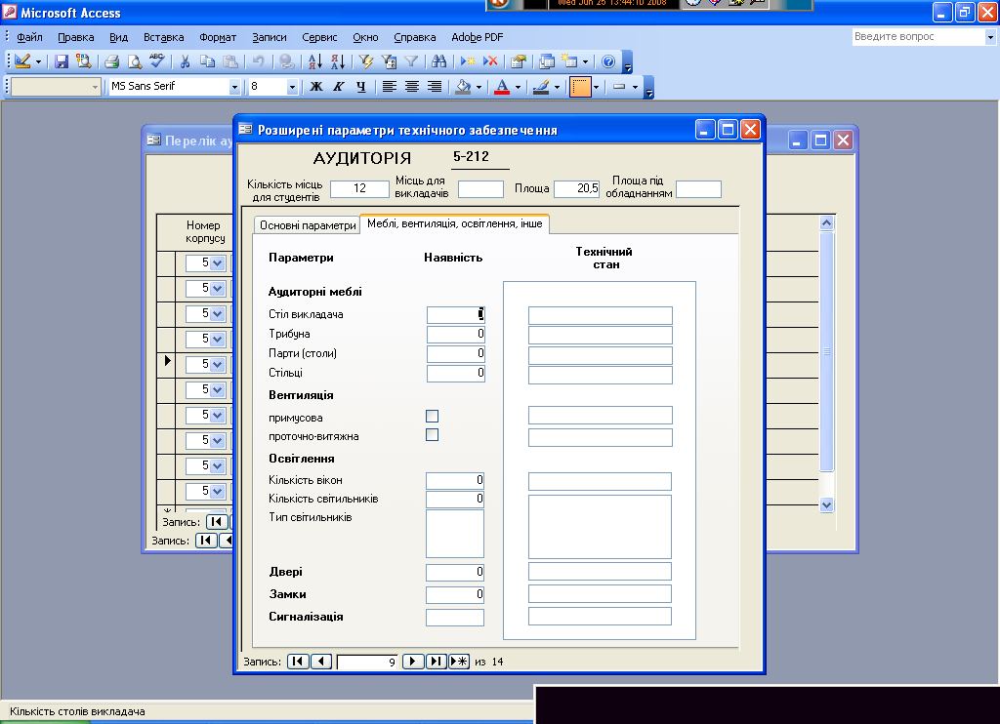 Wed Jun 25 13:44:10 2008
Microsoft Access
Файл Правка Вид Вставка Формат Записи Сервис Окно Справка Adobe PDF
Введите вопрос
MS Sans Serif 8 Ж К Ч
Перелік ау
Розширені параметри технічного забезпечення
АУДИТОРІЯ 5-212
Кількість місць для студентів 12 Місць для викладачів Площа 20,5 Площа під обладнанням
Номер корпусу
5
5
5
5
5
5
5
5
5
5
Запись:
Запись:
Основні параметри Меблі, вентиляція, освітлення, інше
Параметри Наявність Технічний стан
Аудиторні меблі
Стіл викладача
Трибуна 0
Парти (столи) 0
Стільці 0
Вентиляція
примусова
проточно-витяжна
Освітлення
Кількість вікон 0
Кількість світильників 0
Тип світильників
Двері 0
Замки 0
Сигналізація
Запись: 9 из 14
Кількість столів викладача